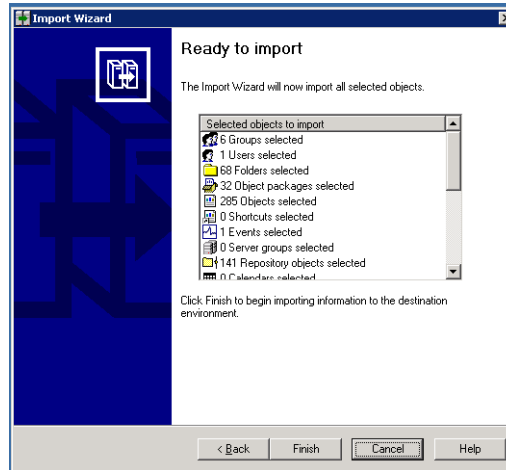 Import Wizard
Ready to import
The Import Wizard will now import all selected objects.
Selected objects to import
6 Groups selected
1 Users selected
68 Folders selected
32 Object packages selected
285 Objects selected
0 Shortcuts selected
1 Events selected
0 Server groups selected
141 Repository objects selected
0 Calendars selected
Click Finish to begin importing information to the destination
environment.
< Back Finish Cancel Help